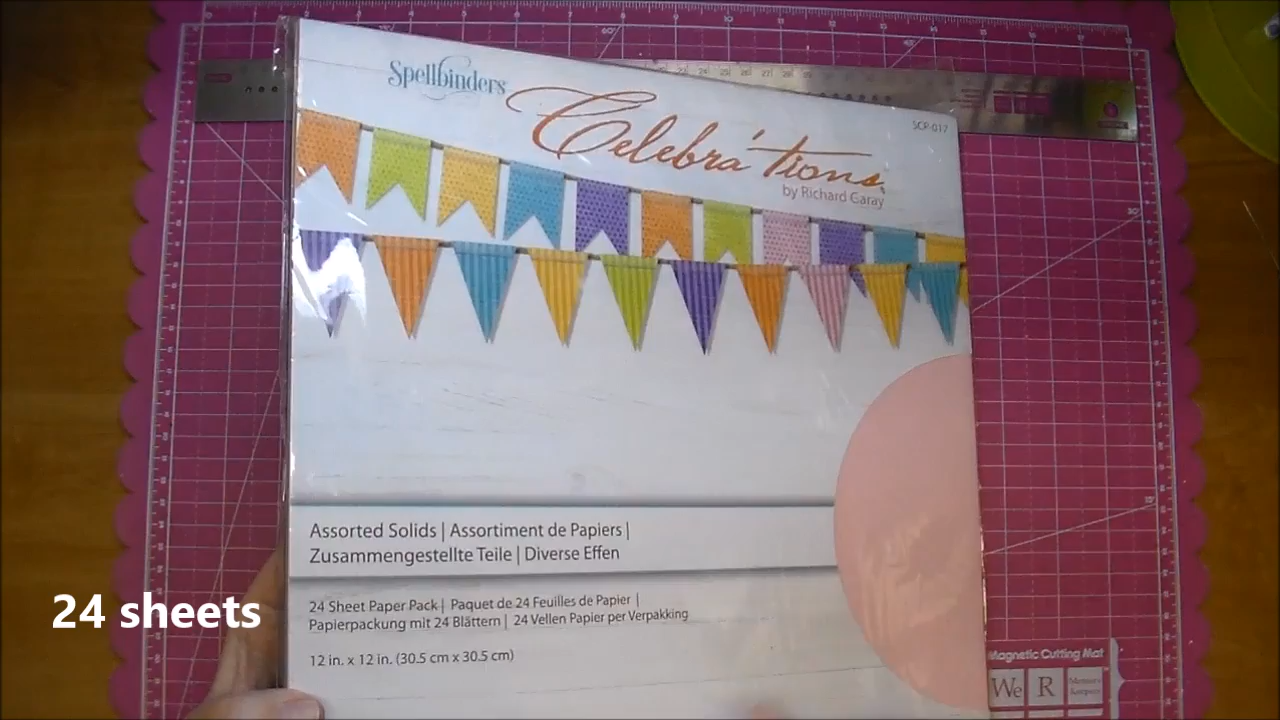 Spellbinders
Celebra'tions
by Richard Garay
SCP-017
Assorted Solids | Assortiment de Papiers |
Zusammengestellte Teile | Diverse Effen
24 Sheet Paper Pack | Paquet de 24 Feuilles de Papier |
Papierpackung mit 24 Blättern | 24 Vellen Papier per Verpakking
12 in. x 12 in. (30.5 cm x 30.5 cm)
24 sheets
Magnetic Cutting Mat
We R Memory
Keepers